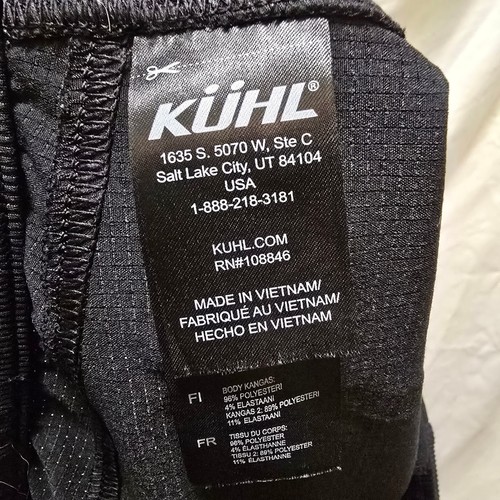 KÜHL®
1635 S. 5070 W, Ste C
Salt Lake City, UT 84104
USA
1-888-218-3181
KUHL.COM
RN#108846
MADE IN VIETNAM/
FABRIQUÉ AU VIETNAM/
HECHO EN VIETNAM
FI BODY KANGAS:
96% POLYESTERI
4% ELASTAANI
KANGAS 2: 89% POLYESTERI
11% ELASTAANI
FR TISSU DU CORPS:
96% POLYESTER
4% ÉLASTHANNE
TISSU 2: 89% POLYESTER
11% ÉLASTHANNE